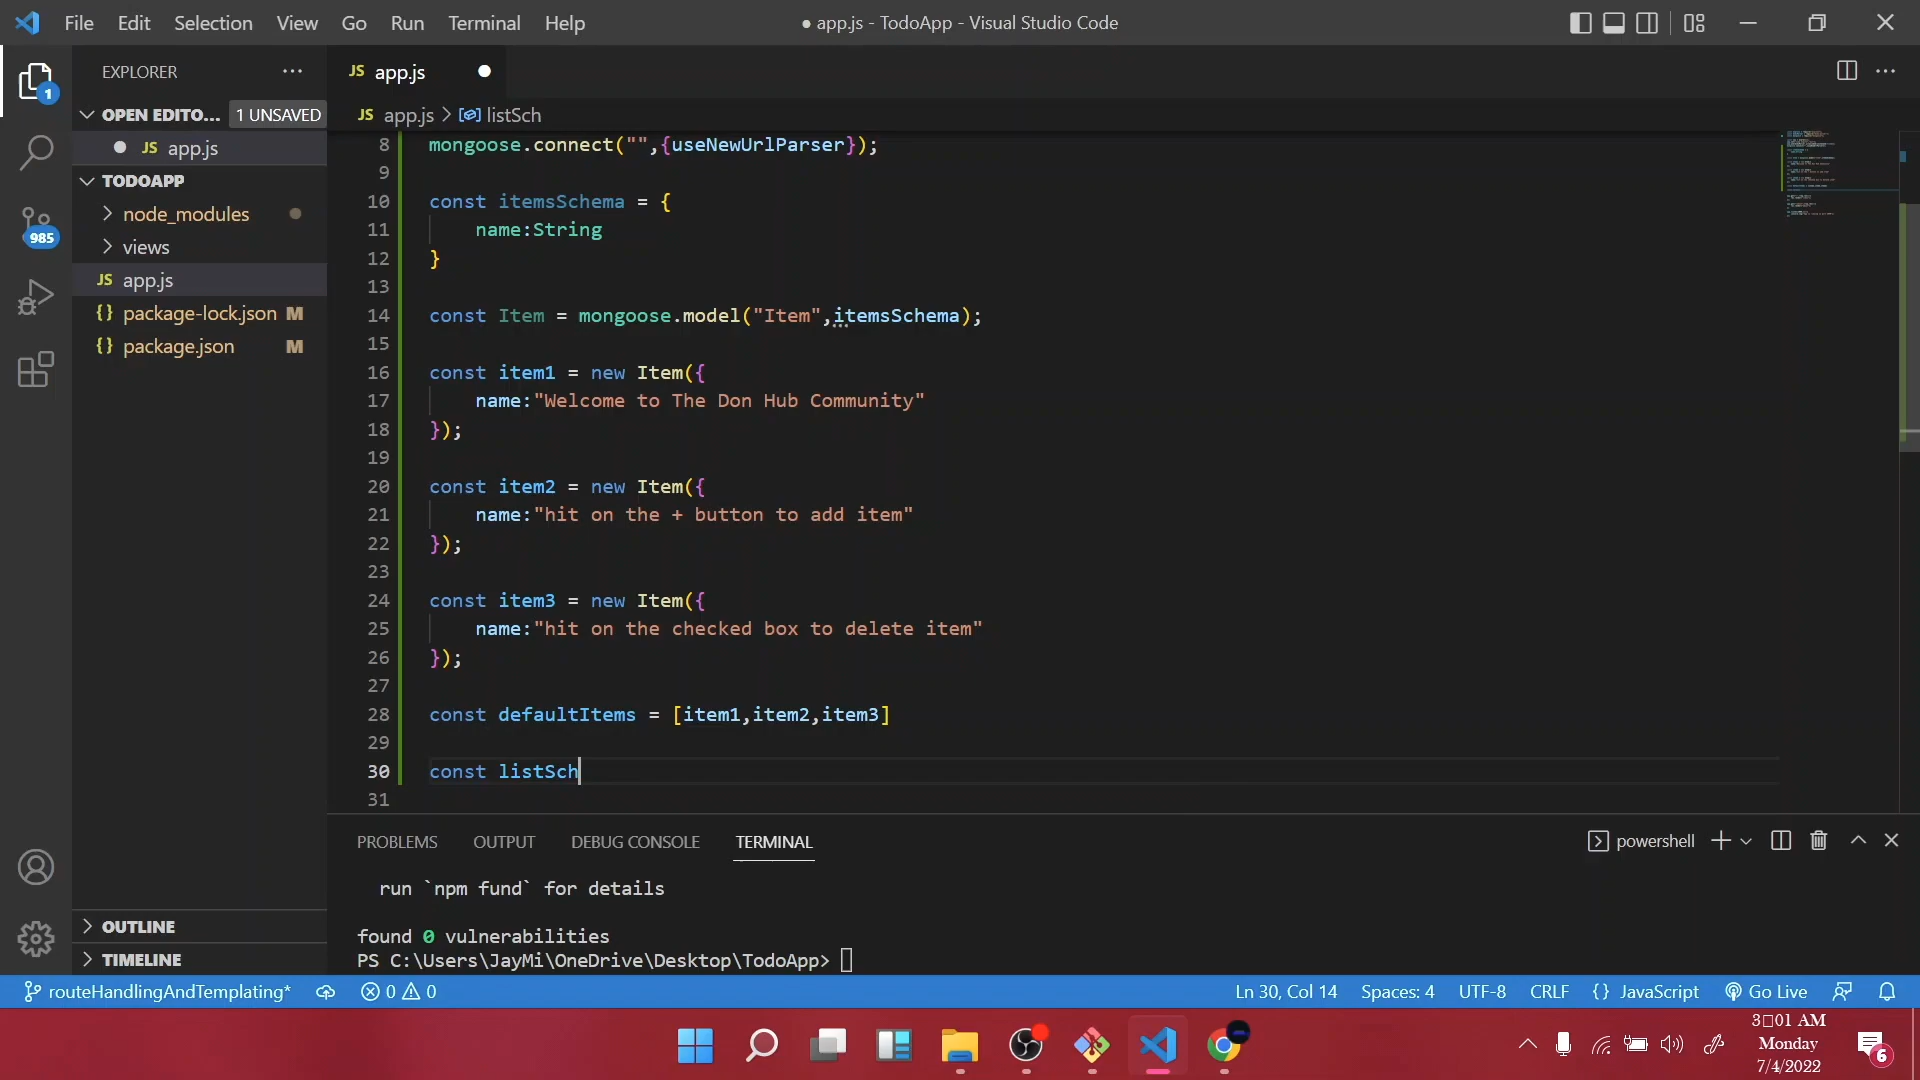 File Edit Selection View Go Run Terminal Help
● app.js - TodoApp - Visual Studio Code
EXPLORER
JS app.js
OPEN EDITO... 1 UNSAVED
JS app.js > listSch
JS app.js
TODOAPP
node_modules
views
JS app.js
{} package-lock.json M
{} package.json M
1
985
8 mongoose.connect("",{useNewUrlParser});
9
10 const itemsSchema = {
11 name:String
12 }
13
14 const Item = mongoose.model("Item",itemsSchema);
15
16 const item1 = new Item({
17 name:"Welcome to The Don Hub Community"
18 });
19
20 const item2 = new Item({
21 name:"hit on the + button to add item"
22 });
23
24 const item3 = new Item({
25 name:"hit on the checked box to delete item"
26 });
27
28 const defaultItems = [item1,item2,item3]
29
30 const listSch
31
PROBLEMS OUTPUT DEBUG CONSOLE TERMINAL
powershell
run `npm fund` for details
found 0 vulnerabilities
PS C:\Users\JayMi\OneDrive\Desktop\TodoApp>
OUTLINE
TIMELINE
routeHandlingAndTemplating* 0 0
Ln 30, Col 14 Spaces: 4 UTF-8 CRLF {} JavaScript Go Live
3□01 AM
Monday
7/4/2022
6